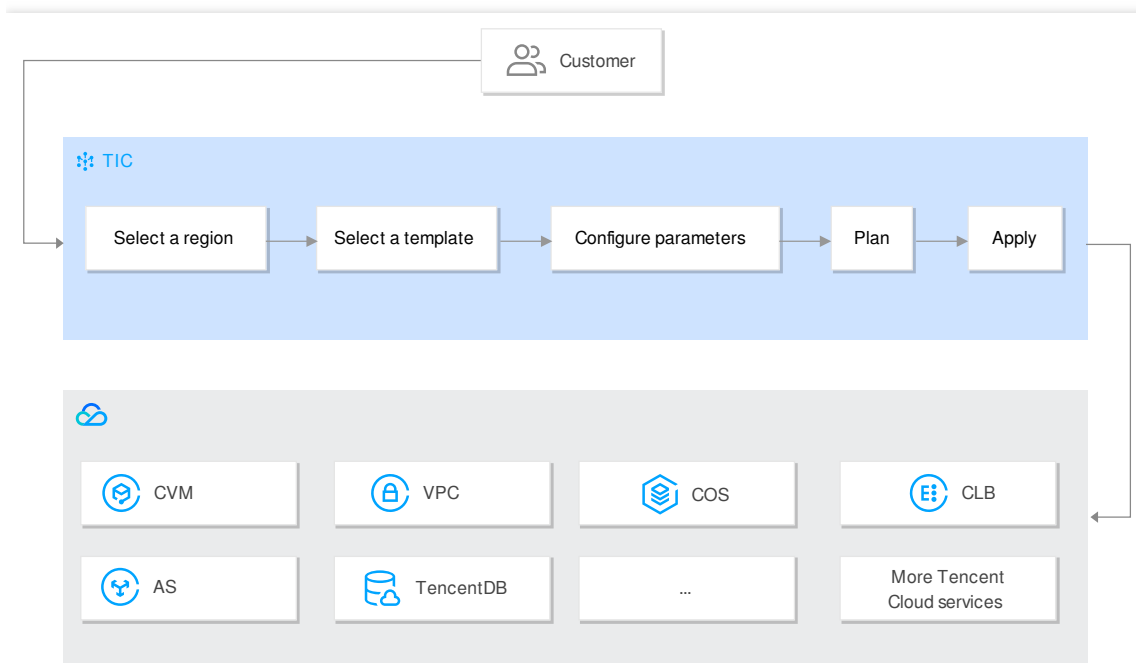 Customer
TIC
Select a region
Select a template
Configure parameters
Plan
Apply
CVM
VPC
COS
CLB
AS
TencentDB
...
More Tencent
Cloud services